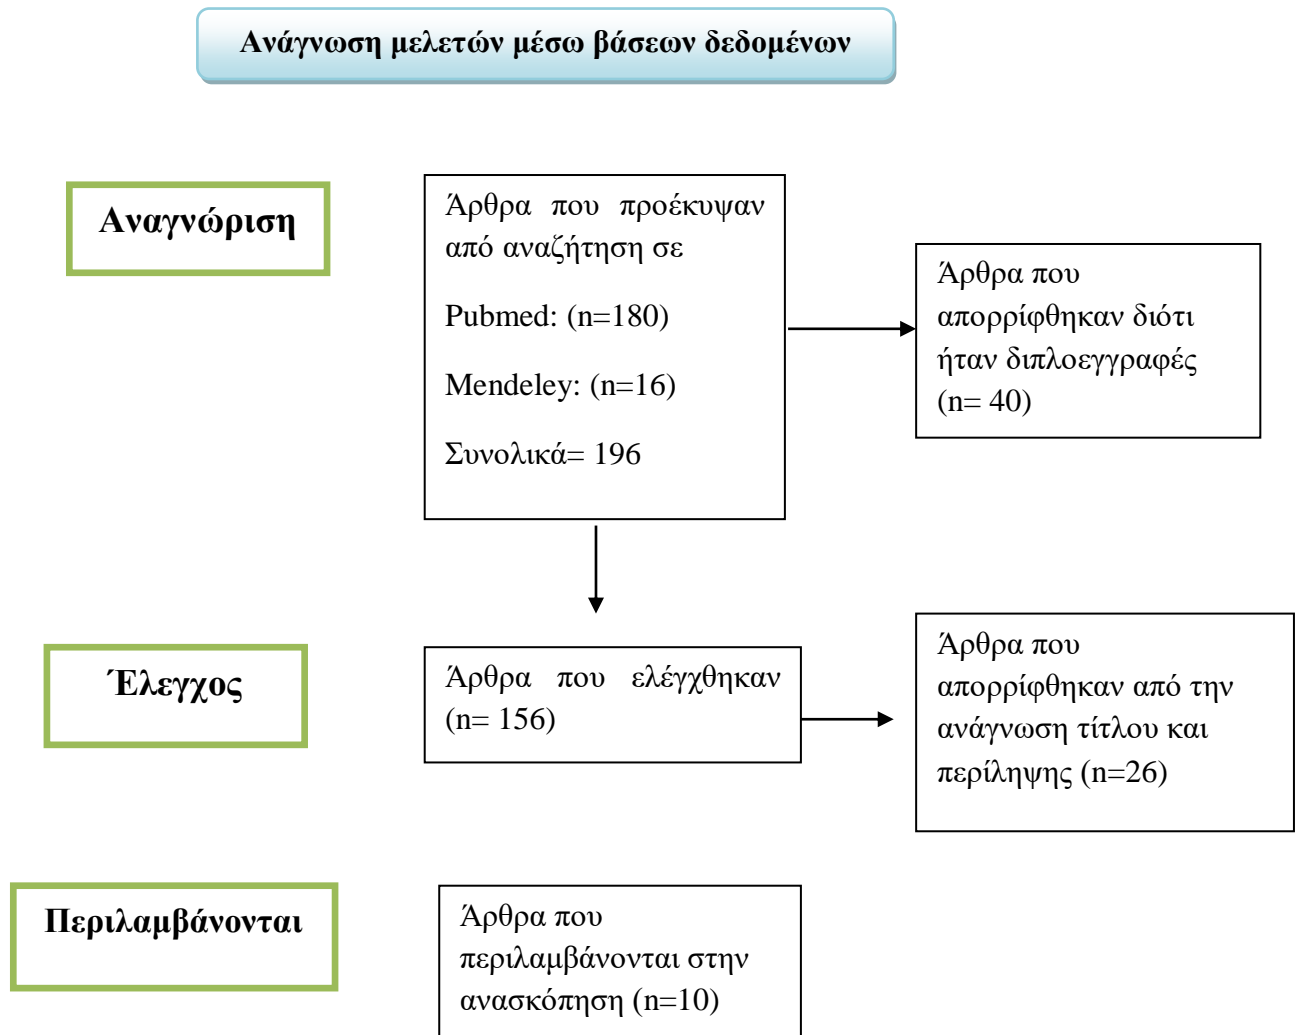 Ανάγνωση μελετών μέσω βάσεων δεδομένων
Αναγνώριση
Άρθρα που προέκυψαν
από αναζήτηση σε
Pubmed: (n=180)
Mendeley: (n=16)
Συνολικά= 196
Άρθρα που
απορρίφθηκαν διότι
ήταν διπλοεγγραφές
(n= 40)
Έλεγχος
Άρθρα που ελέγχθηκαν
(n= 156)
Άρθρα που
απορρίφθηκαν από την
ανάγνωση τίτλου και
περίληψης (n=26)
Περιλαμβάνονται
Άρθρα που
περιλαμβάνονται στην
ανασκόπηση (n=10)